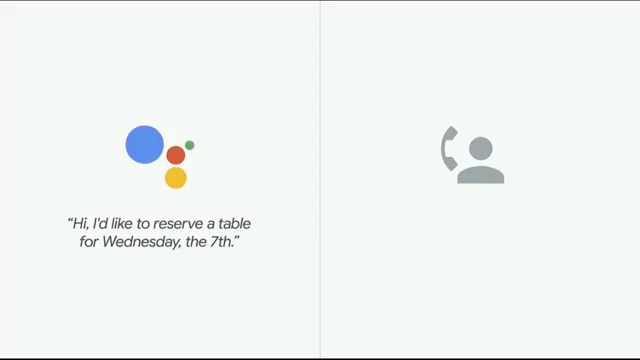 “Hi, I'd like to reserve a table
for Wednesday, the 7th.”